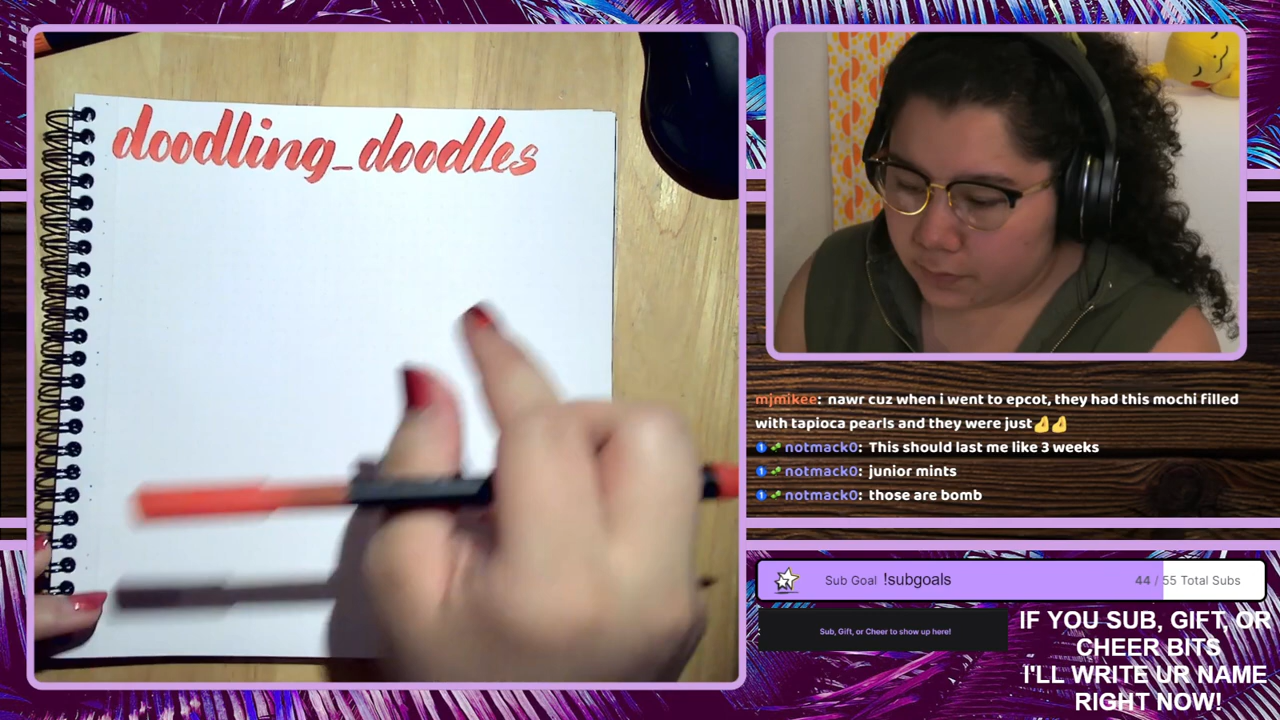 doodling_doodles
mjmikee: nawr cuz when i went to epcot, they had this mochi filled
with tapioca pearls and they were just🤌🤌
1 notmack0: This should last me like 3 weeks
1 notmack0: junior mints
1 notmack0: those are bomb
Sub Goal !subgoals 44 / 55 Total Subs
Sub, Gift, or Cheer to show up here!
IF YOU SUB, GIFT, OR
CHEER BITS
I'LL WRITE UR NAME
RIGHT NOW!